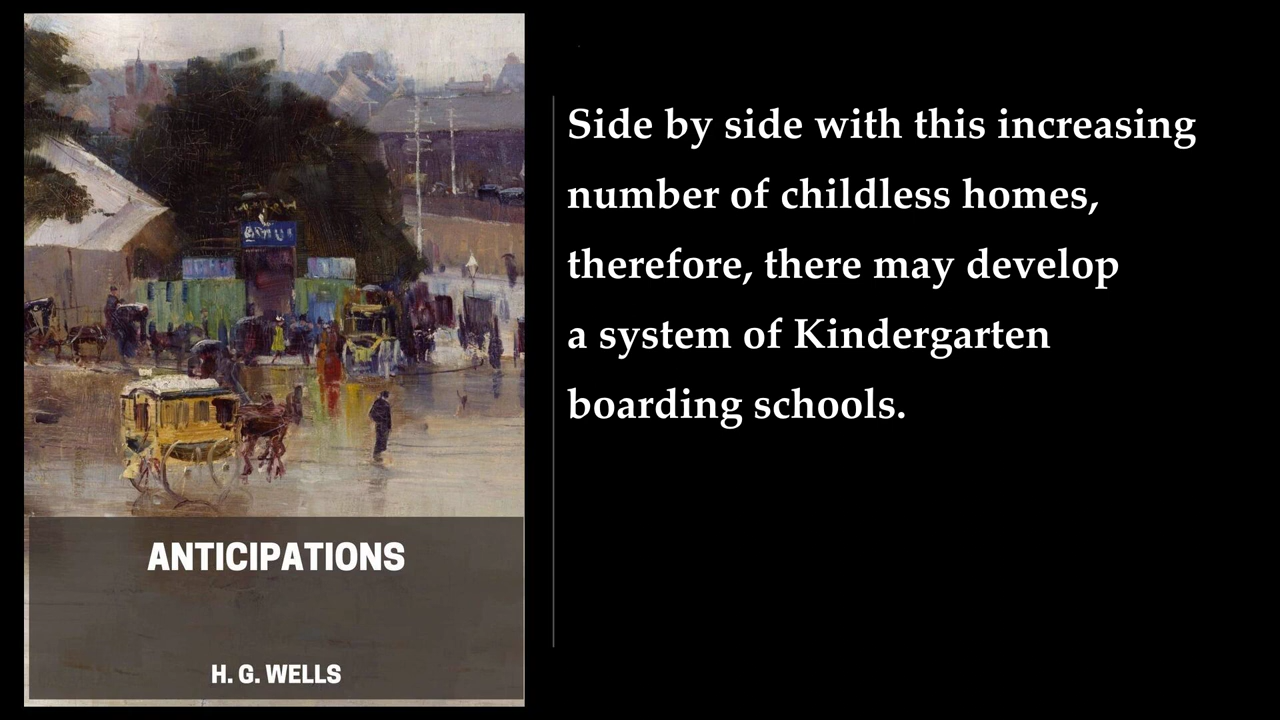 ANTICIPATIONS
H. G. WELLS
Side by side with this increasing
number of childless homes,
therefore, there may develop
a system of Kindergarten
boarding schools.